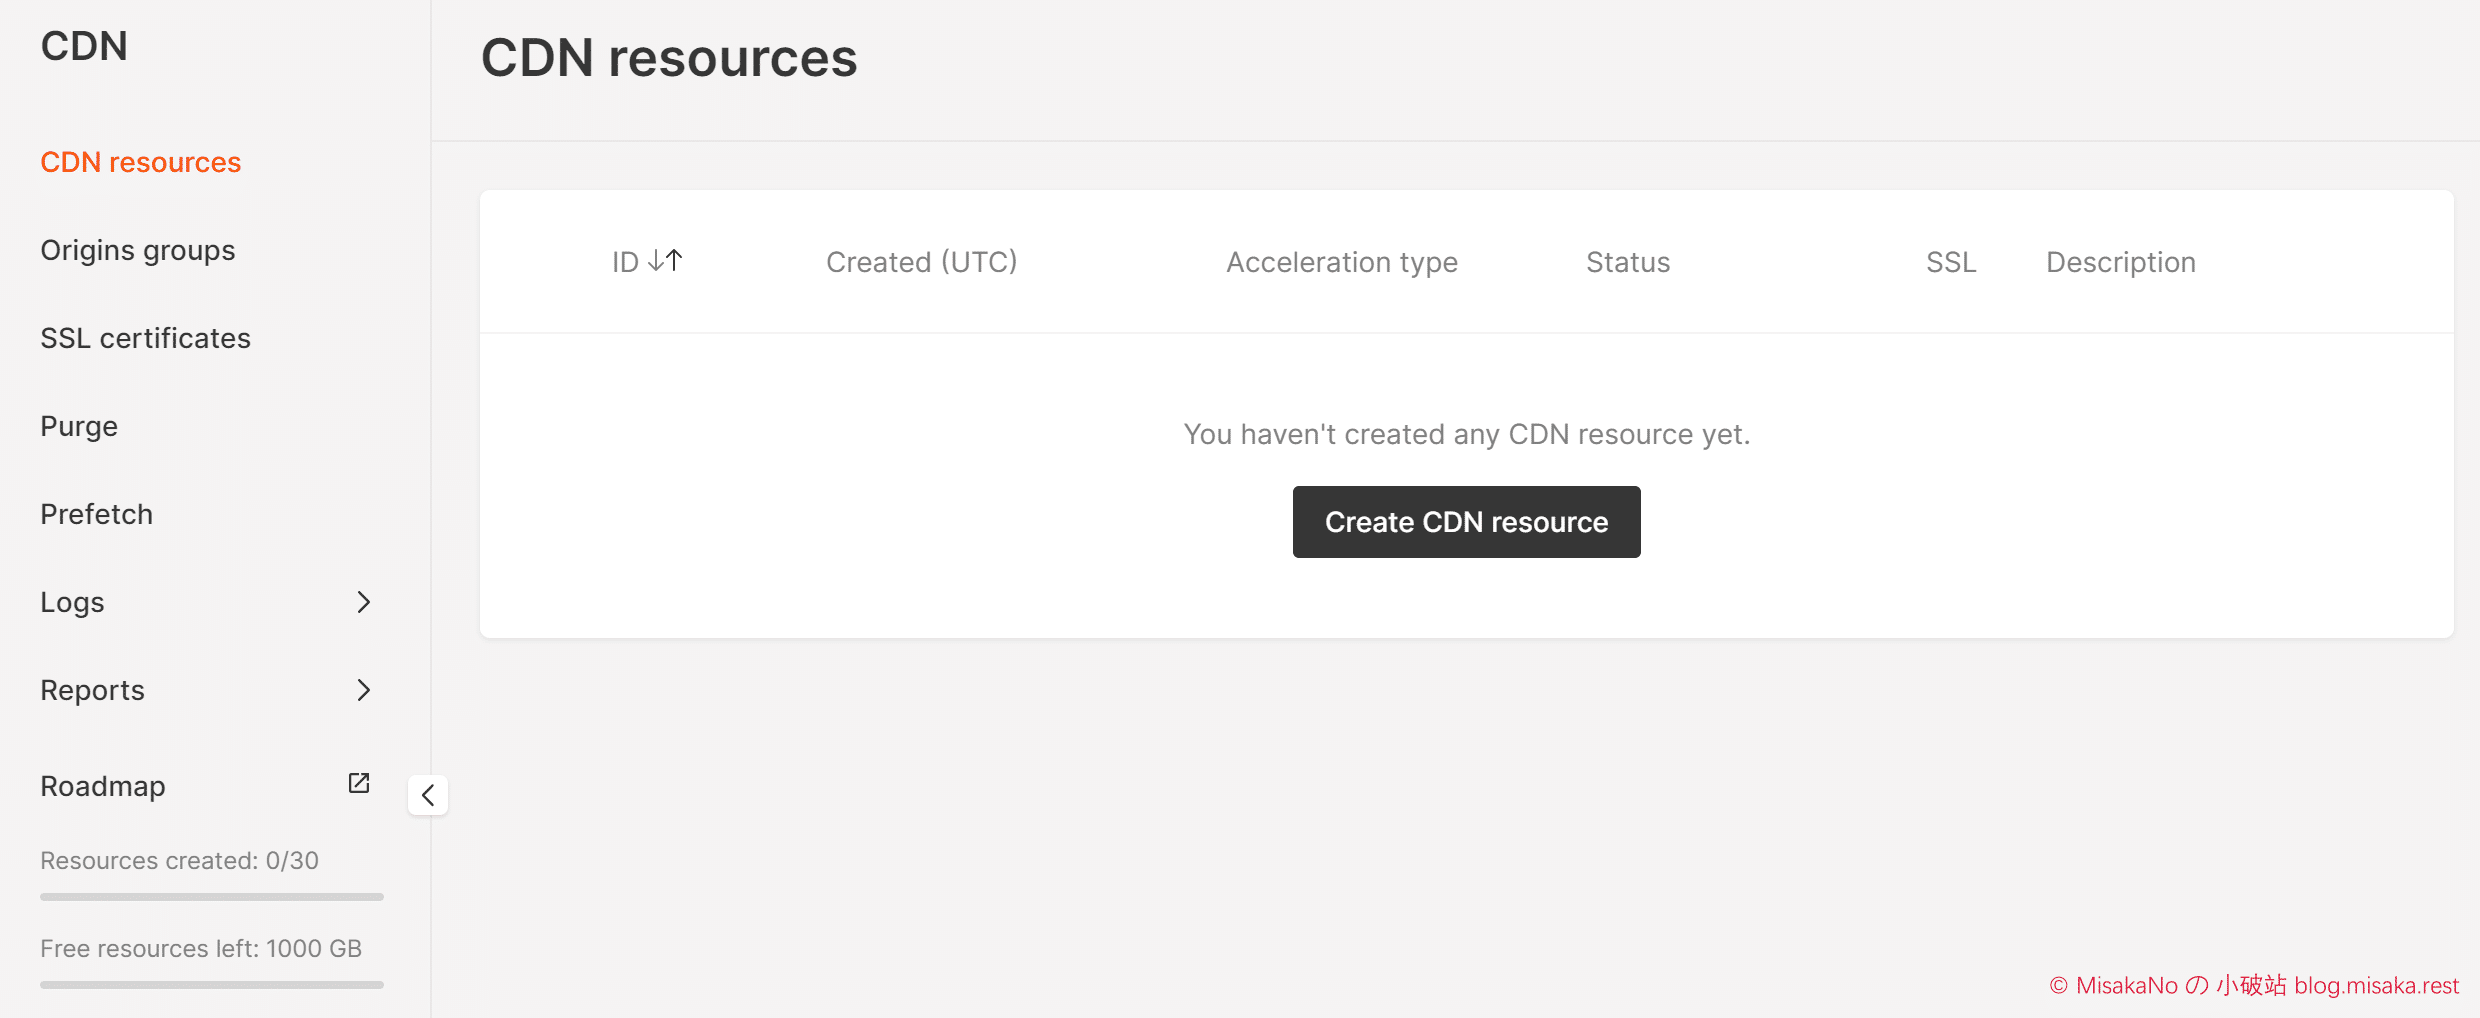 CDN
CDN resources
Origins groups
SSL certificates
Purge
Prefetch
Logs
Reports
Roadmap
Resources created: 0/30
Free resources left: 1000 GB
CDN resources
ID ↓↑ Created (UTC) Acceleration type Status SSL Description
You haven't created any CDN resource yet.
Create CDN resource
© MisakaNo の 小破站 blog.misaka.rest